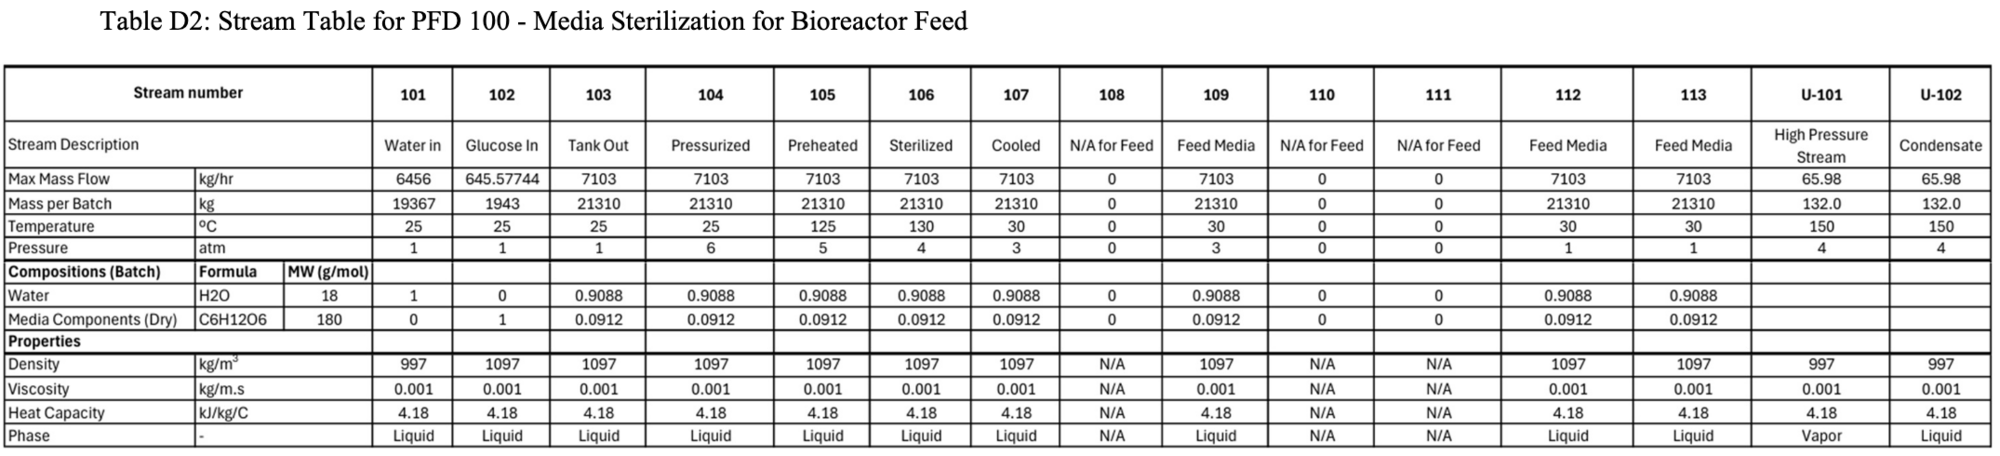 Table D2: Stream Table for PFD 100 - Media Sterilization for Bioreactor Feed
Stream number 101 102 103 104 105 106 107 108 109 110 111 112 113 U-101 U-102
Stream Description Water in Glucose In Tank Out Pressurized Preheated Sterilized Cooled N/A for Feed Feed Media N/A for Feed N/A for Feed Feed Media Feed Media High Pressure Stream Condensate
Max Mass Flow kg/hr 6456 645.57744 7103 7103 7103 7103 7103 0 7103 0 0 7103 7103 65.98 65.98
Mass per Batch kg 19367 1943 21310 21310 21310 21310 21310 0 21310 0 0 21310 21310 132.0 132.0
Temperature ºC 25 25 25 25 125 130 30 0 30 0 0 30 30 150 150
Pressure atm 1 1 1 6 5 4 3 0 3 0 0 1 1 4 4
Compositions (Batch) Formula MW (g/mol)
Water H2O 18 1 0 0.9088 0.9088 0.9088 0.9088 0.9088 0 0.9088 0 0 0.9088 0.9088
Media Components (Dry) C6H12O6 180 0 1 0.0912 0.0912 0.0912 0.0912 0.0912 0 0.0912 0 0 0.0912 0.0912
Properties
Density kg/m³ 997 1097 1097 1097 1097 1097 1097 N/A 1097 N/A N/A 1097 1097 997 997
Viscosity kg/m.s 0.001 0.001 0.001 0.001 0.001 0.001 0.001 N/A 0.001 N/A N/A 0.001 0.001 0.001 0.001
Heat Capacity kJ/kg/C 4.18 4.18 4.18 4.18 4.18 4.18 4.18 N/A 4.18 N/A N/A 4.18 4.18 4.18 4.18
Phase - Liquid Liquid Liquid Liquid Liquid Liquid Liquid N/A Liquid N/A N/A Liquid Liquid Vapor Liquid